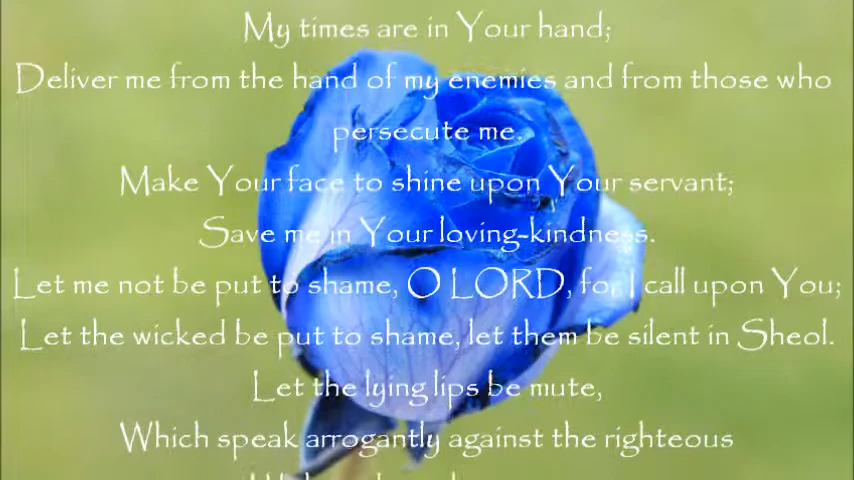 My times are in Your hand;
Deliver me from the hand of my enemies and from those who
persecute me.
Make Your face to shine upon Your servant;
Save me in Your loving-kindness.
Let me not be put to shame, O LORD, for I call upon You;
Let the wicked be put to shame, let them be silent in Sheol.
Let the lying lips be mute,
Which speak arrogantly against the righteous